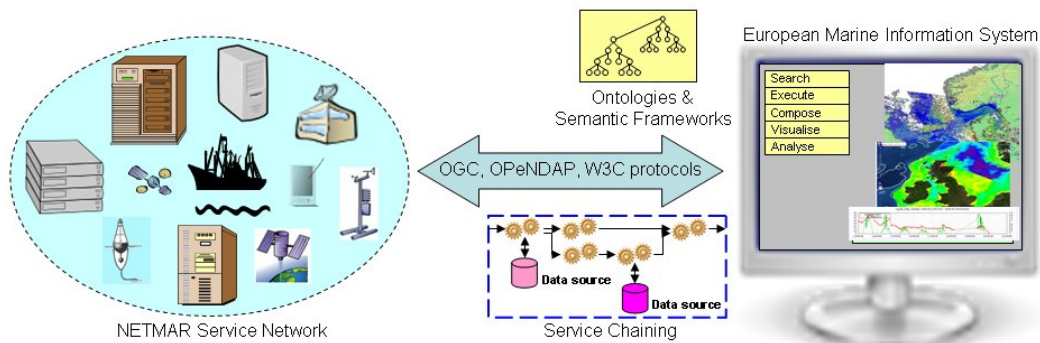 European Marine Information System
Search
Execute
Compose
Visualise
Analyse
Ontologies &
Semantic Frameworks
OGC, OPeNDAP, W3C protocols
Data source
Data source
NETMAR Service Network
Service Chaining